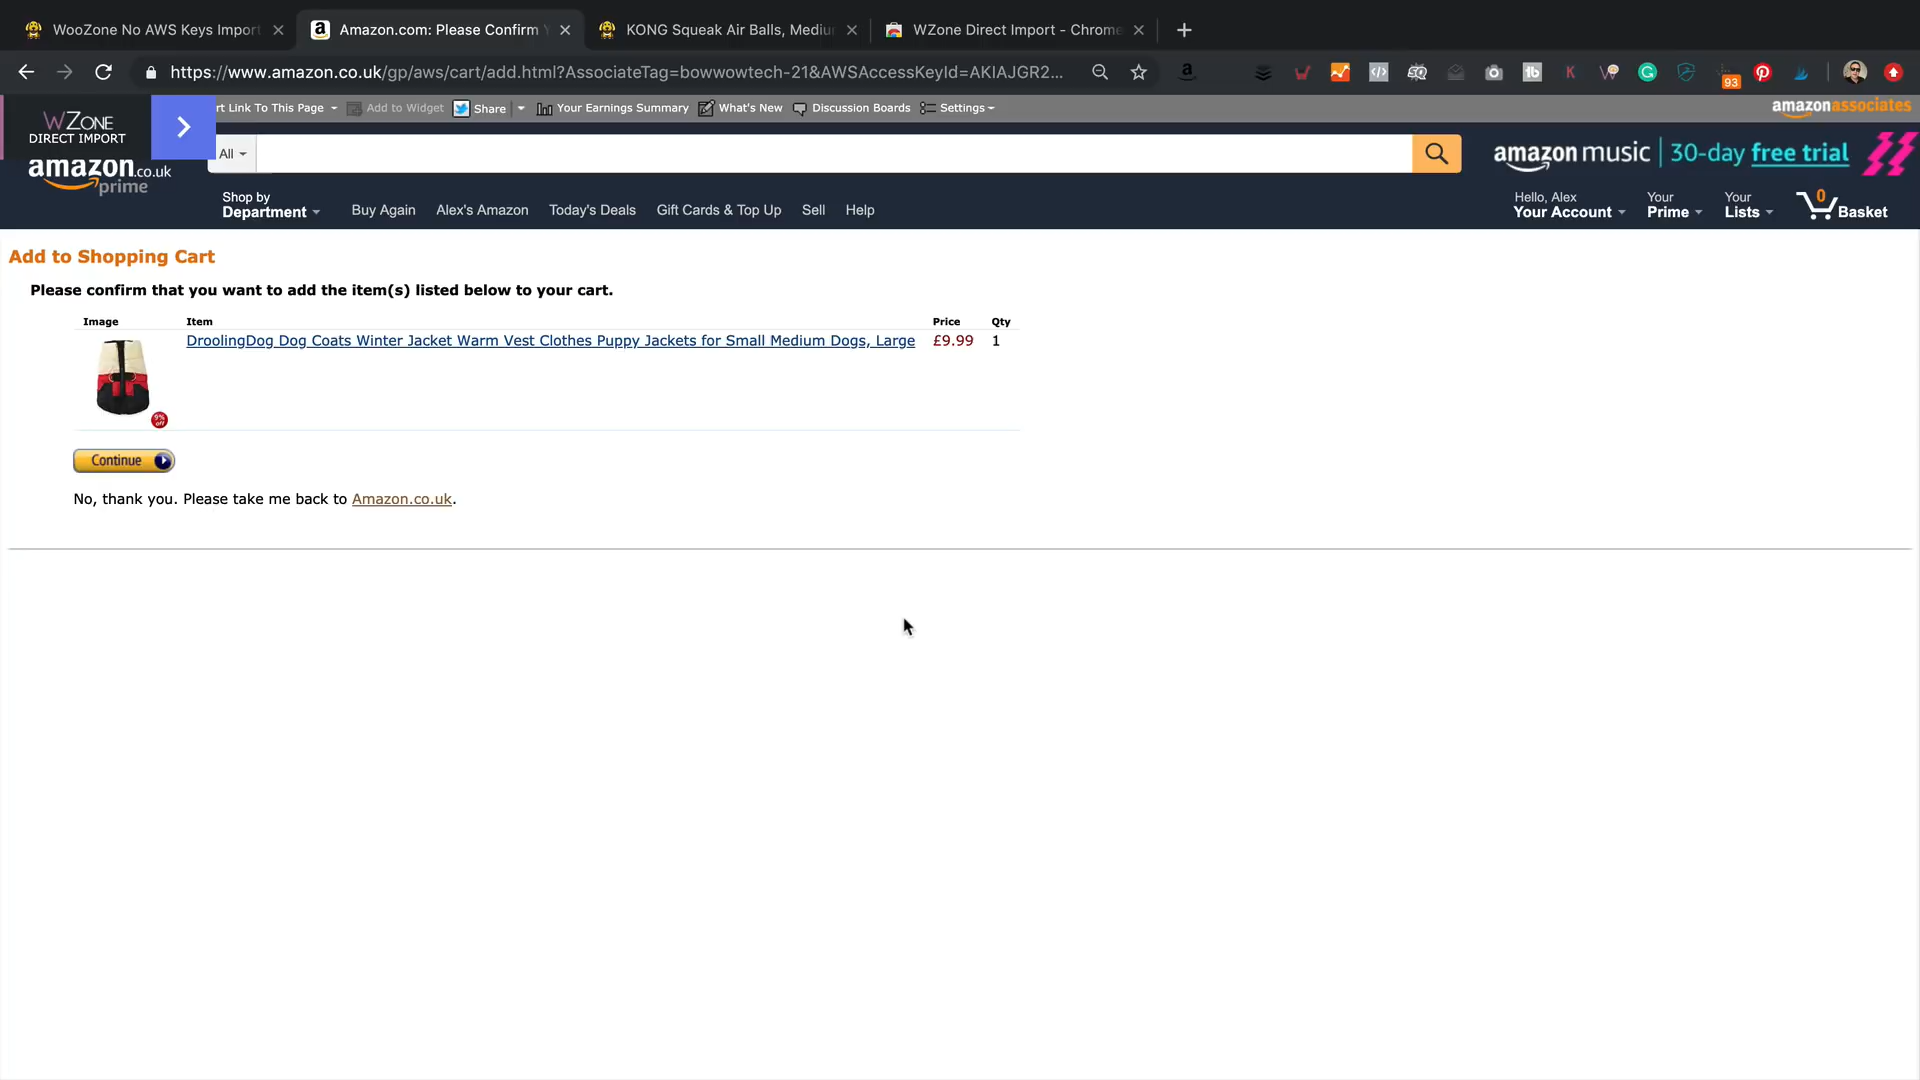 WooZone No AWS Keys Import
Amazon.com: Please Confirm Y
KONG Squeak Air Balls, Mediu
WZone Direct Import - Chrome
https://www.amazon.co.uk/gp/aws/cart/add.html?AssociateTag=bowwowtech-21&AWSAccessKeyId=AKIAJGR2...
93
WZONE
DIRECT IMPORT
rt Link To This Page
Add to Widget
Share
Your Earnings Summary
What's New
Discussion Boards
Settings
amazonassociates
amazon.co.uk
prime
All
amazon music | 30-day free trial
Shop by
Department
Buy Again
Alex's Amazon
Today's Deals
Gift Cards & Top Up
Sell
Help
Hello, Alex
Your Account
Your
Prime
Your
Lists
0
Basket
Add to Shopping Cart
Please confirm that you want to add the item(s) listed below to your cart.
Image Item Price Qty
DroolingDog Dog Coats Winter Jacket Warm Vest Clothes Puppy Jackets for Small Medium Dogs, Large £9.99 1
9%
off
Continue
No, thank you. Please take me back to Amazon.co.uk.